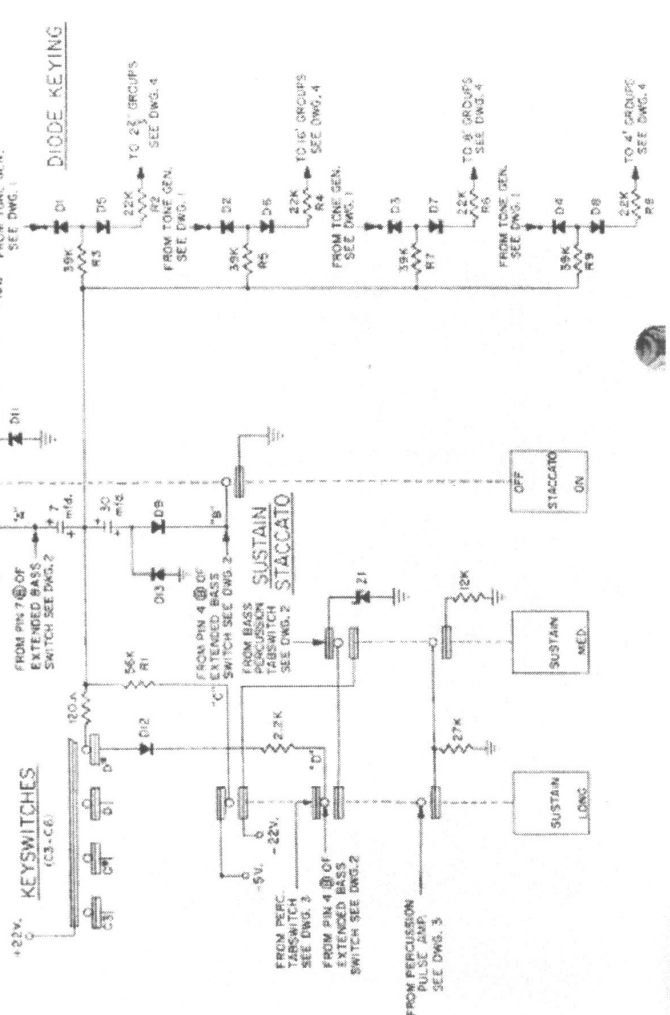 DIODE KEYING
SEE DWG. 1
D1
D5
39K
R3
22K
R2
TO 2⅔' GROUPS
SEE DWG. 4
FROM TONE GEN.
SEE DWG. 1
D2
D6
39K
R5
22K
R4
TO 16' GROUPS
SEE DWG. 4
FROM TONE GEN.
SEE DWG. 1
D3
D7
39K
R7
22K
R6
TO 8' GROUPS
SEE DWG. 4
FROM TONE GEN.
SEE DWG. 1
D4
D8
39K
R9
22K
R8
TO 4' GROUPS
SEE DWG. 4
D11
"A"
+ 7
+ mfd.
+ 30
+ mfd.
FROM PIN 7 Ⓑ OF
EXTENDED BASS
SWITCH SEE DWG. 2
D9
D13
"B"
FROM PIN 4 Ⓑ OF
EXTENDED BASS
SWITCH SEE DWG. 2
SUSTAIN
STACCATO
OFF
STACCATO
ON
KEYSWITCHES
(C3-C6)
+22V.
C3
C#
D
D#
120Ω
56K
R1
"C"
D12
2.2K
"D"
-5V.
-22V.
FROM BASS
PERCUSSION
TABSWITCH
SEE DWG. 2
Z1
12K
SUSTAIN
MED.
FROM PERC.
TABSWITCH
SEE DWG. 3
FROM PIN 4 Ⓑ OF
EXTENDED BASS
SWITCH SEE DWG. 2
27K
SUSTAIN
LONG
FROM PERCUSSION
PULSE AMP.
SEE DWG. 3